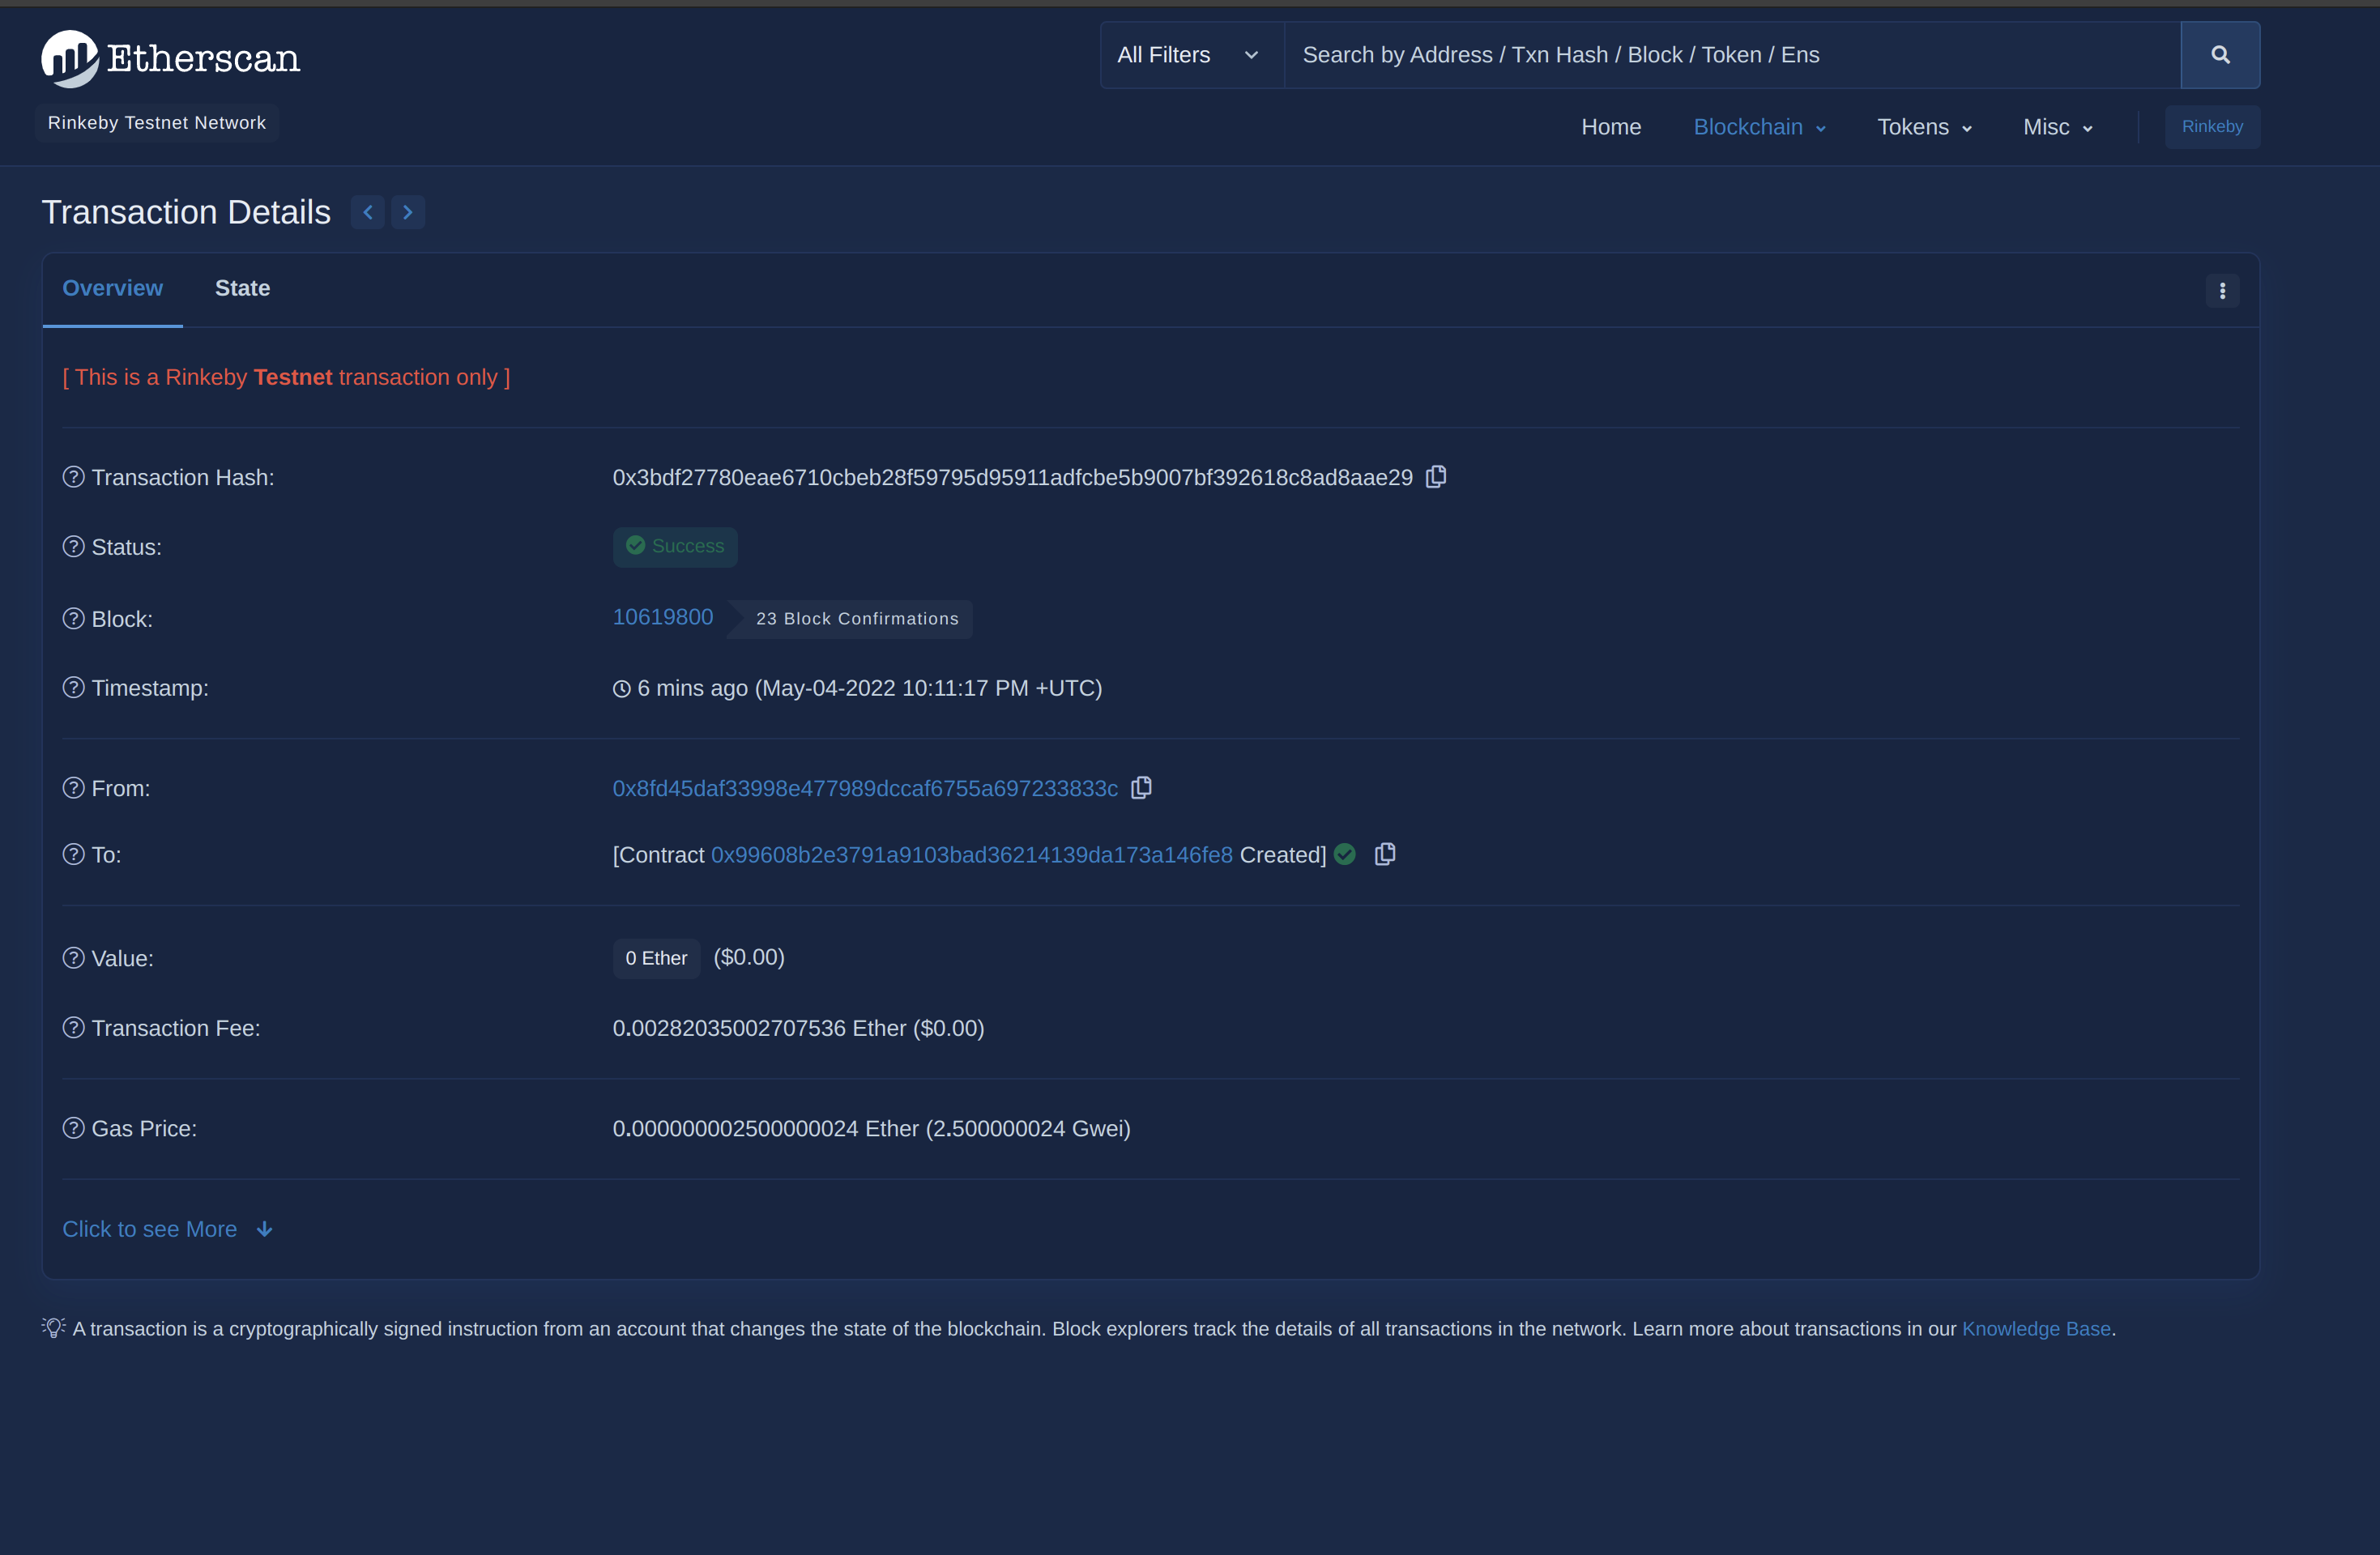 Etherscan
All Filters
Search by Address / Txn Hash / Block / Token / Ens
Rinkeby Testnet Network
Home Blockchain Tokens Misc Rinkeby
Transaction Details
Overview State
[ This is a Rinkeby Testnet transaction only ]
Transaction Hash: 0x3bdf27780eae6710cbeb28f59795d95911adfcbe5b9007bf392618c8ad8aae29
Status: Success
Block: 10619800 23 Block Confirmations
Timestamp: 6 mins ago (May-04-2022 10:11:17 PM +UTC)
From: 0x8fd45daf33998e477989dccaf6755a697233833c
To: [Contract 0x99608b2e3791a9103bad36214139da173a146fe8 Created]
Value: 0 Ether ($0.00)
Transaction Fee: 0.00282035002707536 Ether ($0.00)
Gas Price: 0.000000002500000024 Ether (2.500000024 Gwei)
Click to see More
A transaction is a cryptographically signed instruction from an account that changes the state of the blockchain. Block explorers track the details of all transactions in the network. Learn more about transactions in our Knowledge Base.